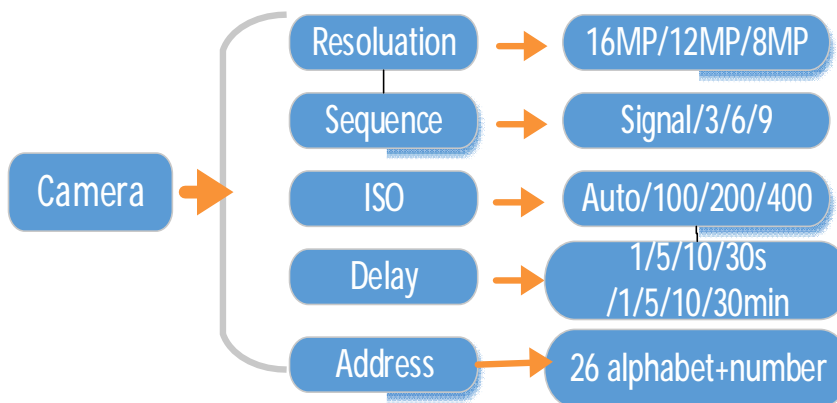 Resoluation
16MP/12MP/8MP
Sequence
Signal/3/6/9
Camera
ISO
Auto/100/200/400
Delay
1/5/10/30s
/1/5/10/30min
Address
26 alphabet+number